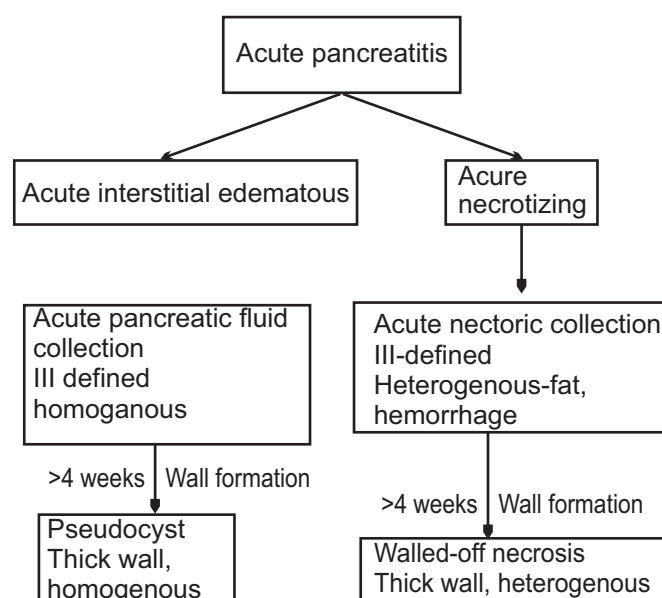 Acute pancreatitis
Acute interstitial edematous
Acure
necrotizing
Acute pancreatic fluid
collection
III defined
homoganous
Acute nectoric collection
III-defined
Heterogenous-fat,
hemorrhage
>4 weeks Wall formation
>4 weeks Wall formation
Pseudocyst
Thick wall,
homogenous
Walled-off necrosis
Thick wall, heterogenous